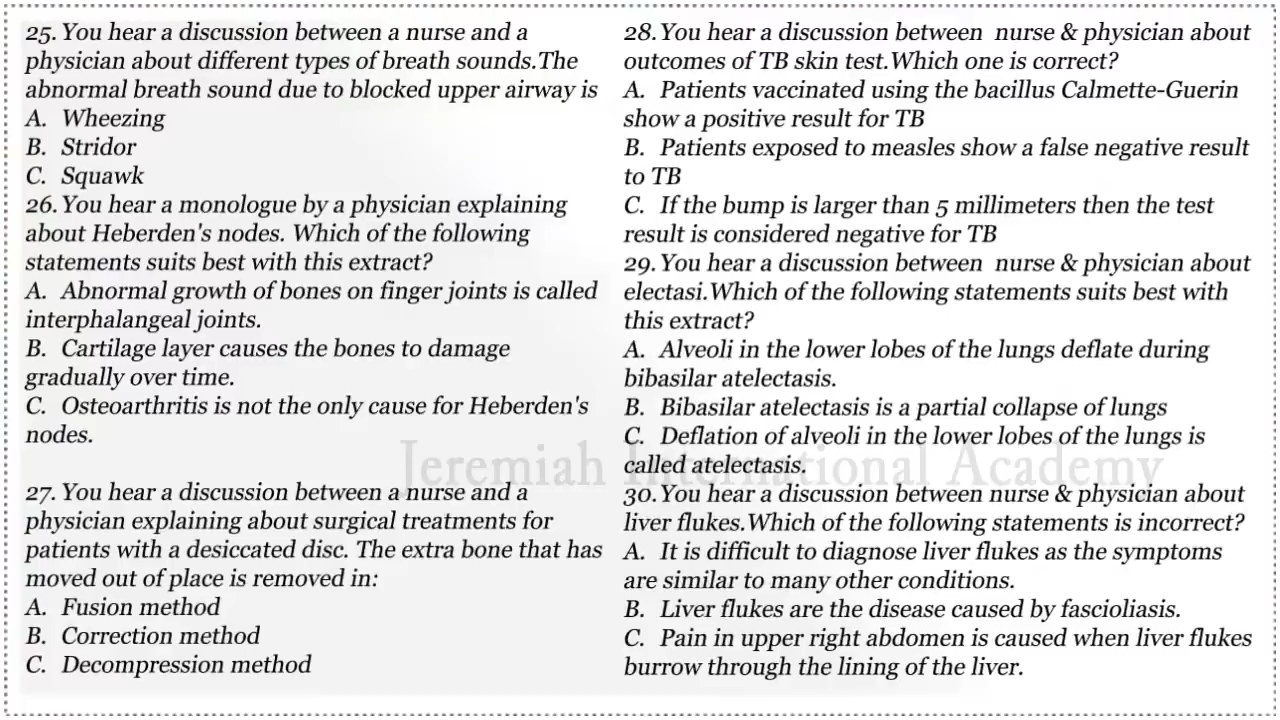 25. You hear a discussion between a nurse and a
physician about different types of breath sounds.The
abnormal breath sound due to blocked upper airway is
A. Wheezing
B. Stridor
C. Squawk
26. You hear a monologue by a physician explaining
about Heberden's nodes. Which of the following
statements suits best with this extract?
A. Abnormal growth of bones on finger joints is called
interphalangeal joints.
B. Cartilage layer causes the bones to damage
gradually over time.
C. Osteoarthritis is not the only cause for Heberden's
nodes.
27. You hear a discussion between a nurse and a
physician explaining about surgical treatments for
patients with a desiccated disc. The extra bone that has
moved out of place is removed in:
A. Fusion method
B. Correction method
C. Decompression method
28. You hear a discussion between nurse & physician about
outcomes of TB skin test.Which one is correct?
A. Patients vaccinated using the bacillus Calmette-Guerin
show a positive result for TB
B. Patients exposed to measles show a false negative result
to TB
C. If the bump is larger than 5 millimeters then the test
result is considered negative for TB
29. You hear a discussion between nurse & physician about
electasi.Which of the following statements suits best with
this extract?
A. Alveoli in the lower lobes of the lungs deflate during
bibasilar atelectasis.
B. Bibasilar atelectasis is a partial collapse of lungs
C. Deflation of alveoli in the lower lobes of the lungs is
called atelectasis.
30. You hear a discussion between nurse & physician about
liver flukes.Which of the following statements is incorrect?
A. It is difficult to diagnose liver flukes as the symptoms
are similar to many other conditions.
B. Liver flukes are the disease caused by fascioliasis.
C. Pain in upper right abdomen is caused when liver flukes
burrow through the lining of the liver.
Jeremiah International Academy